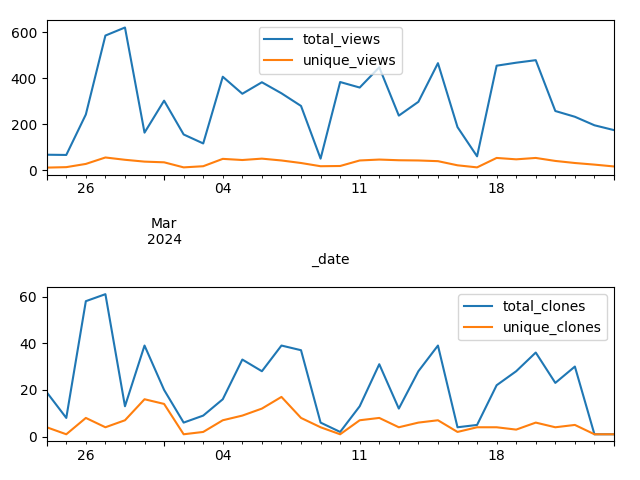 600
400
200
0
total_views
unique_views
26
04
11
18
Mar
2024
_date
60
40
20
0
total_clones
unique_clones
26
04
11
18